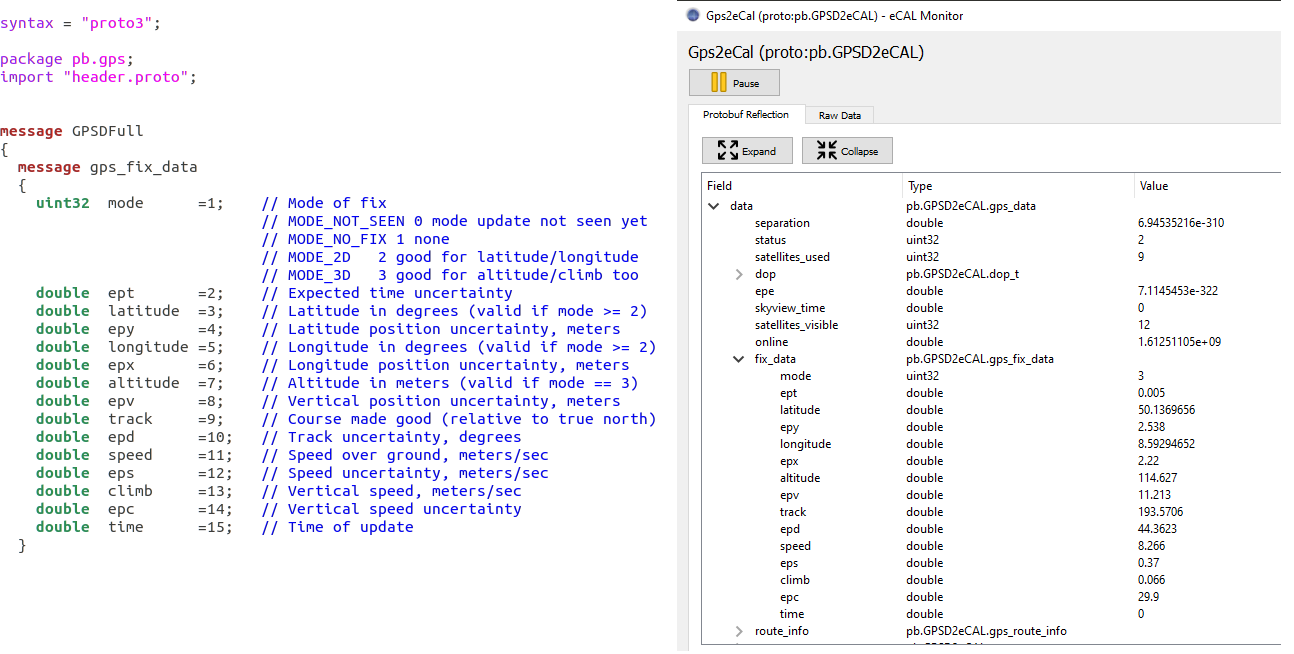 syntax = "proto3";
package pb.gps;
import "header.proto";
message GPSDFull
{
message gps_fix_data
{
uint32 mode =1; // Mode of fix
// MODE_NOT_SEEN 0 mode update not seen yet
// MODE_NO_FIX 1 none
// MODE_2D 2 good for latitude/longitude
// MODE_3D 3 good for altitude/climb too
double ept =2; // Expected time uncertainty
double latitude =3; // Latitude in degrees (valid if mode >= 2)
double epy =4; // Latitude position uncertainty, meters
double longitude =5; // Longitude in degrees (valid if mode >= 2)
double epx =6; // Longitude position uncertainty, meters
double altitude =7; // Altitude in meters (valid if mode == 3)
double epv =8; // Vertical position uncertainty, meters
double track =9; // Course made good (relative to true north)
double epd =10; // Track uncertainty, degrees
double speed =11; // Speed over ground, meters/sec
double eps =12; // Speed uncertainty, meters/sec
double climb =13; // Vertical speed, meters/sec
double epc =14; // Vertical speed uncertainty
double time =15; // Time of update
}
Gps2eCal (proto:pb.GPSD2eCAL) - eCAL Monitor
Gps2eCal (proto:pb.GPSD2eCAL)
Pause
Protobuf Reflection Raw Data
Expand Collapse
Field Type Value
data pb.GPSD2eCAL.gps_data
separation double 6.94535216e-310
status uint32 2
satellites_used uint32 9
dop pb.GPSD2eCAL.dop_t
epe double 7.1145453e-322
skyview_time double 0
satellites_visible uint32 12
online double 1.61251105e+09
fix_data pb.GPSD2eCAL.gps_fix_data
mode uint32 3
ept double 0.005
latitude double 50.1369656
epy double 2.538
longitude double 8.59294652
epx double 2.22
altitude double 114.627
epv double 11.213
track double 193.5706
epd double 44.3623
speed double 8.266
eps double 0.37
climb double 0.066
epc double 29.9
time double 0
route_info pb.GPSD2eCAL.gps_route_info